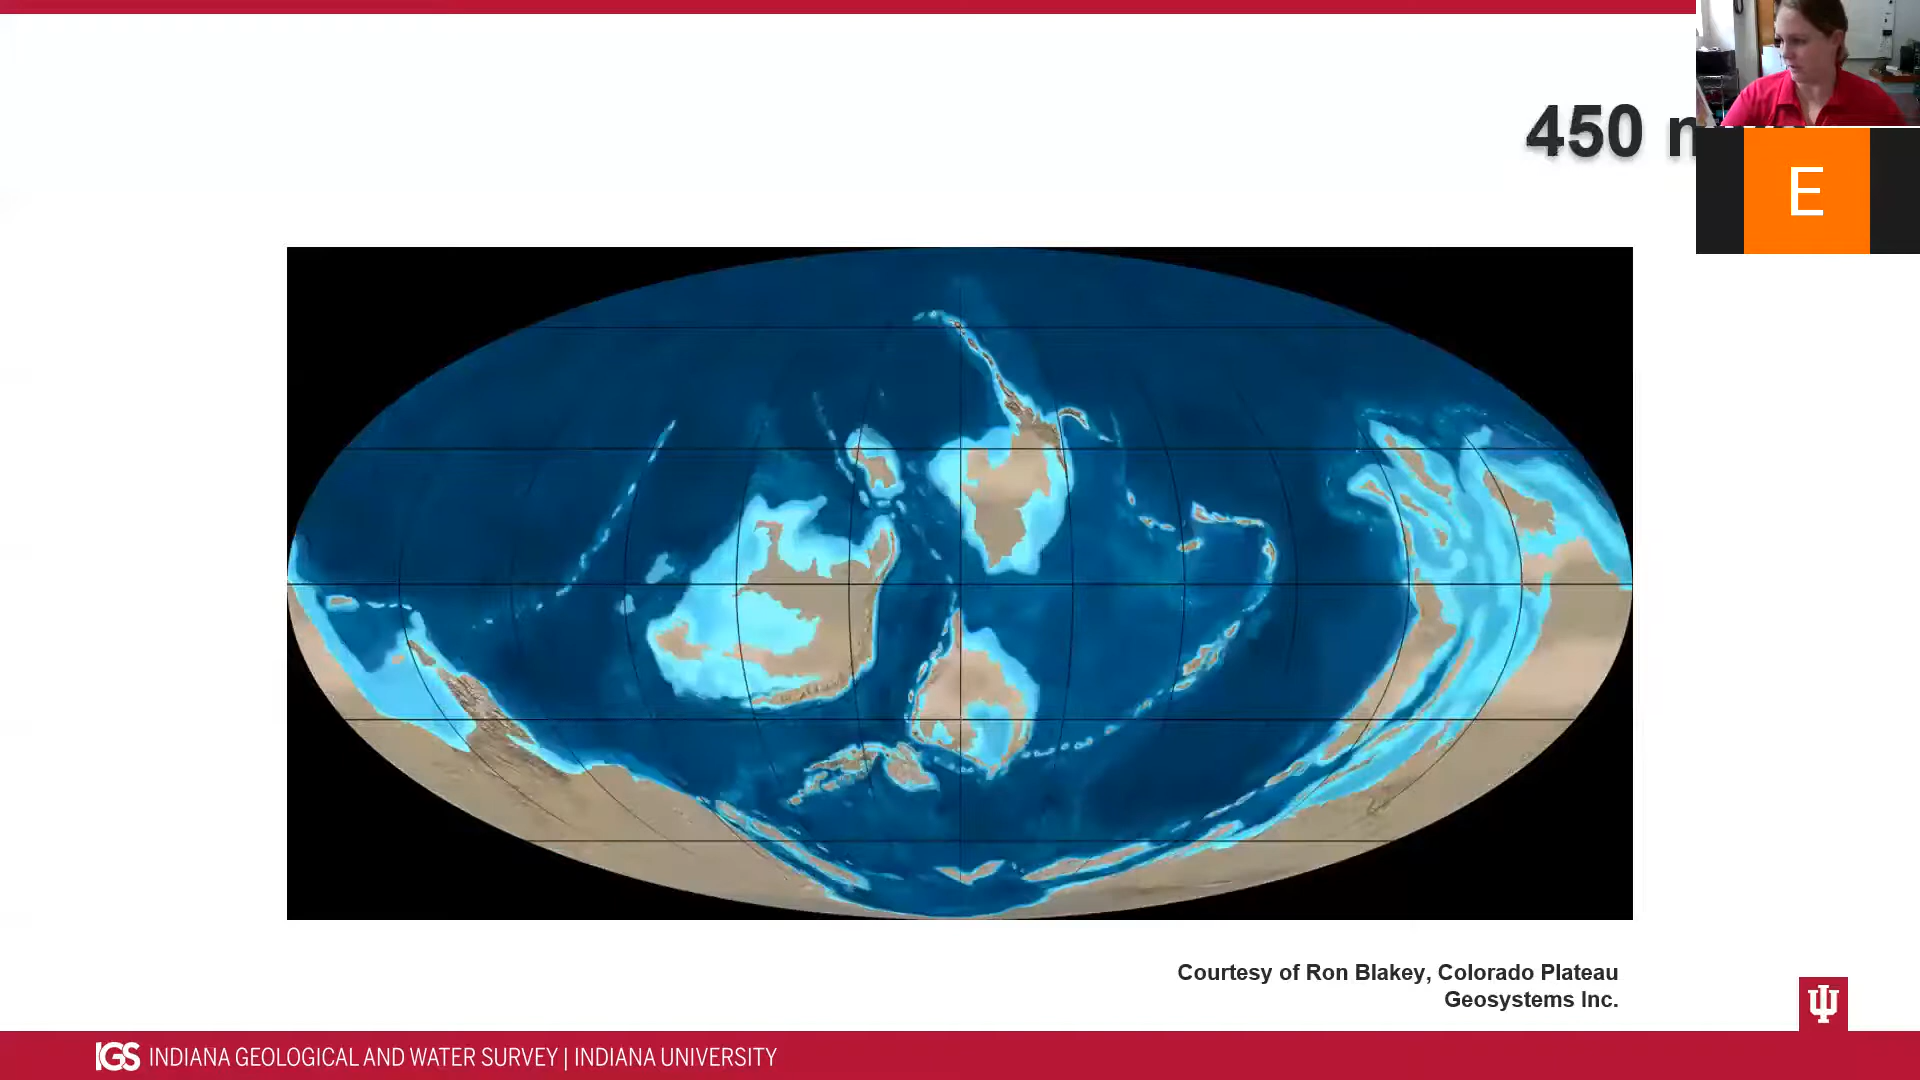 450
E
Courtesy of Ron Blakey, Colorado Plateau
Geosystems Inc.
IGS INDIANA GEOLOGICAL AND WATER SURVEY | INDIANA UNIVERSITY